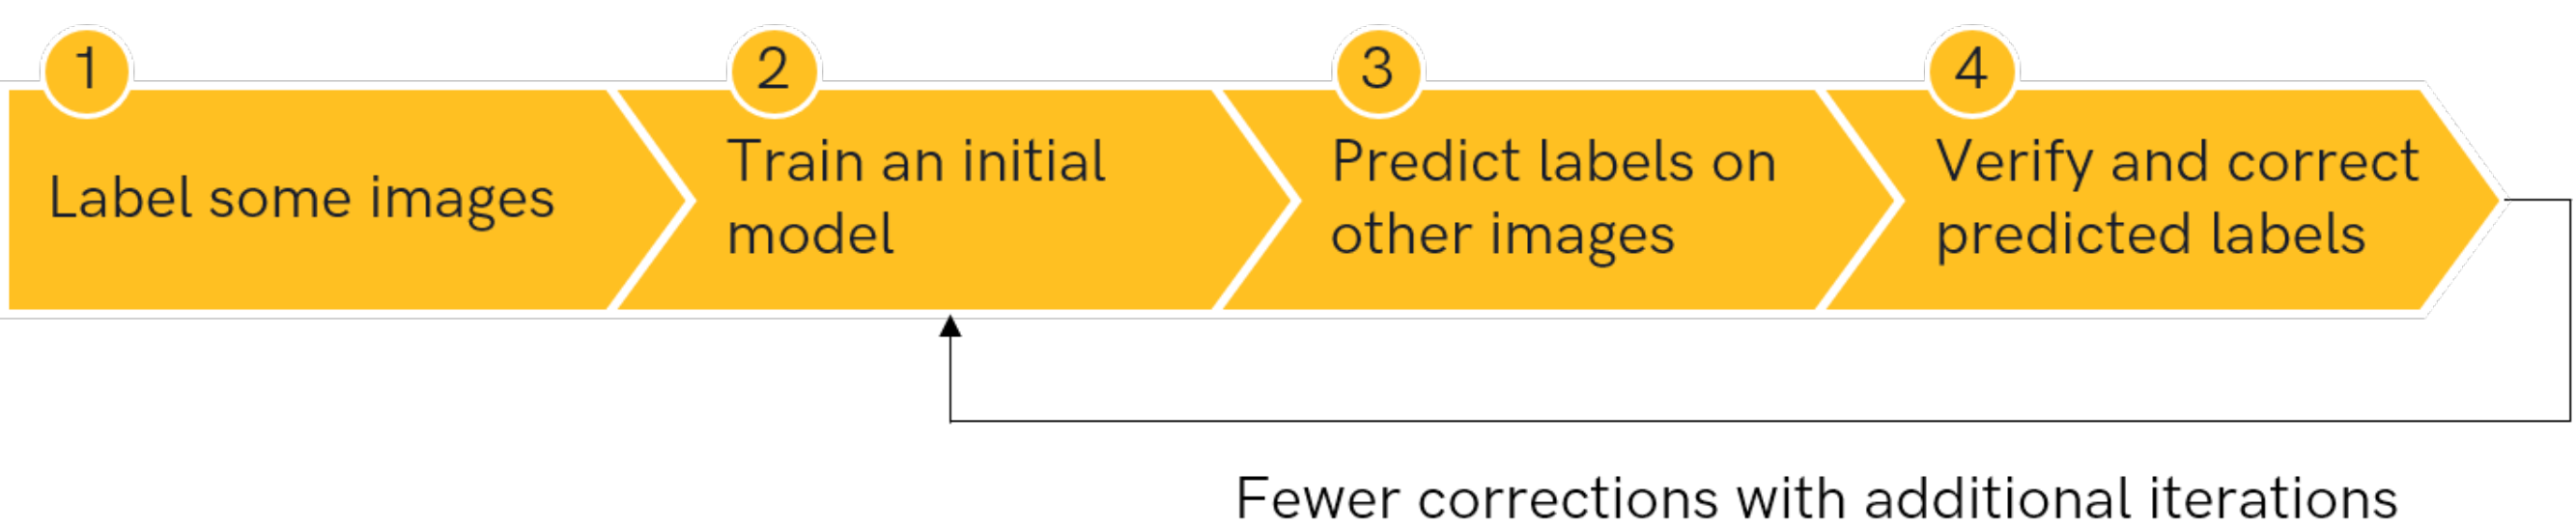 1
Label some images
2
Train an initial
model
3
Predict labels on
other images
4
Verify and correct
predicted labels
Fewer corrections with additional iterations